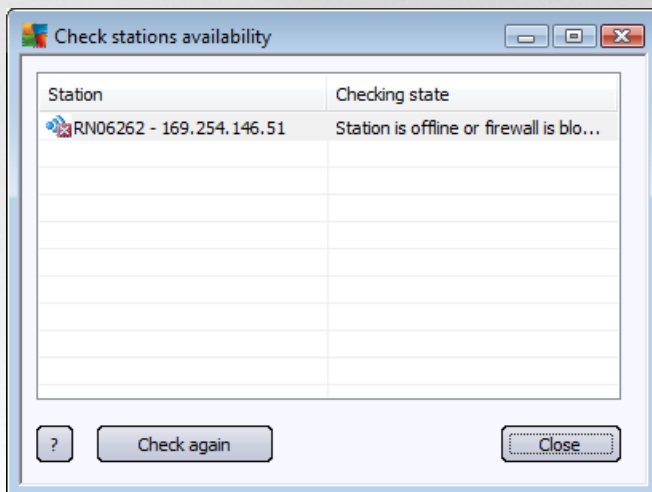 Check stations availability
Station Checking state
RN06262 - 169.254.146.51 Station is offline or firewall is blo...
? Check again Close